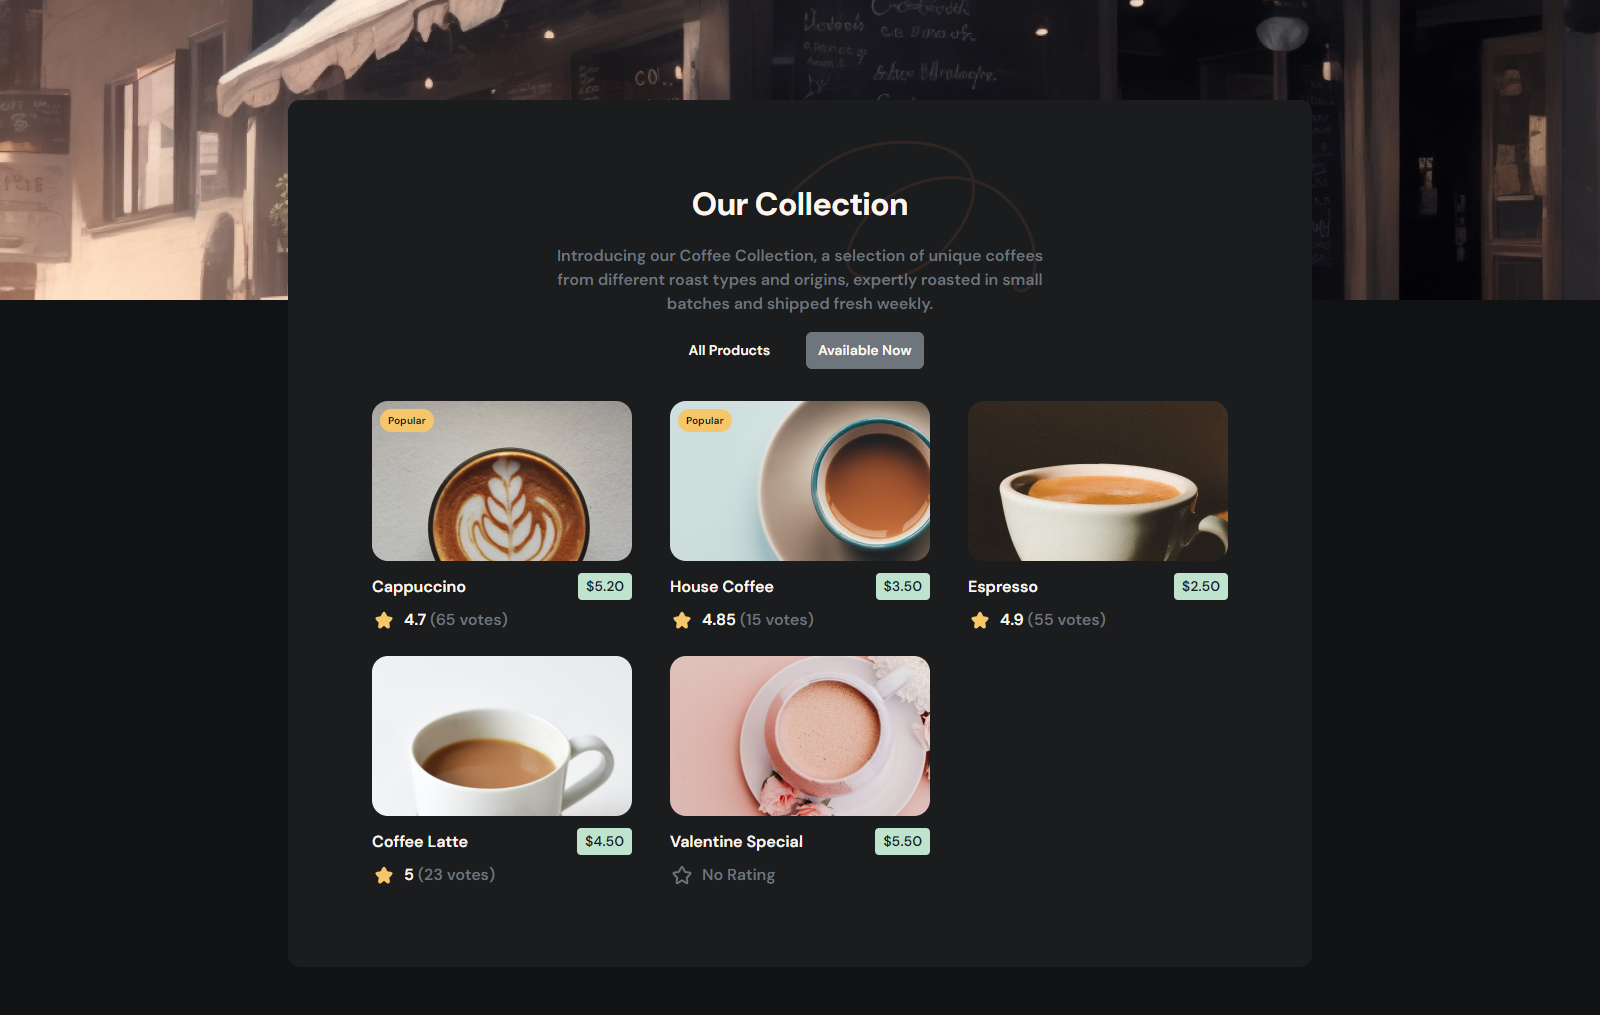 CO..
Our Collection
Introducing our Coffee Collection, a selection of unique coffees
from different roast types and origins, expertly roasted in small
batches and shipped fresh weekly.
All Products
Available Now
Popular
Popular
Cappuccino
$5.20
House Coffee
$3.50
Espresso
$2.50
4.7 (65 votes)
4.85 (15 votes)
4.9 (55 votes)
Coffee Latte
$4.50
Valentine Special
$5.50
5 (23 votes)
No Rating